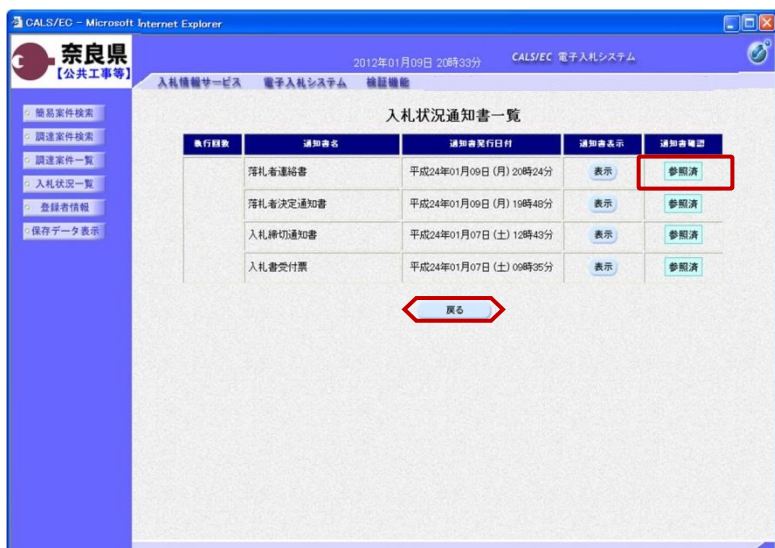 CALS/EC - Microsoft Internet Explorer
奈良県
【公共工事等】
2012年01月09日 20時33分
CALS/EC 電子入札システム
入札情報サービス 電子入札システム 検証機能
簡易案件検索
調達案件検索
調達案件一覧
入札状況一覧
登録者情報
保存データ表示
入札状況通知書一覧
執行回数 通知書名 通知書発行日付 通知書表示 通知書確認
落札者連絡書 平成24年01月09日 (月) 20時24分 表示 参照済
落札者決定通知書 平成24年01月09日 (月) 19時48分 表示 参照済
入札締切通知書 平成24年01月07日 (土) 12時43分 表示 参照済
入札書受付票 平成24年01月07日 (土) 09時35分 表示 参照済
戻る